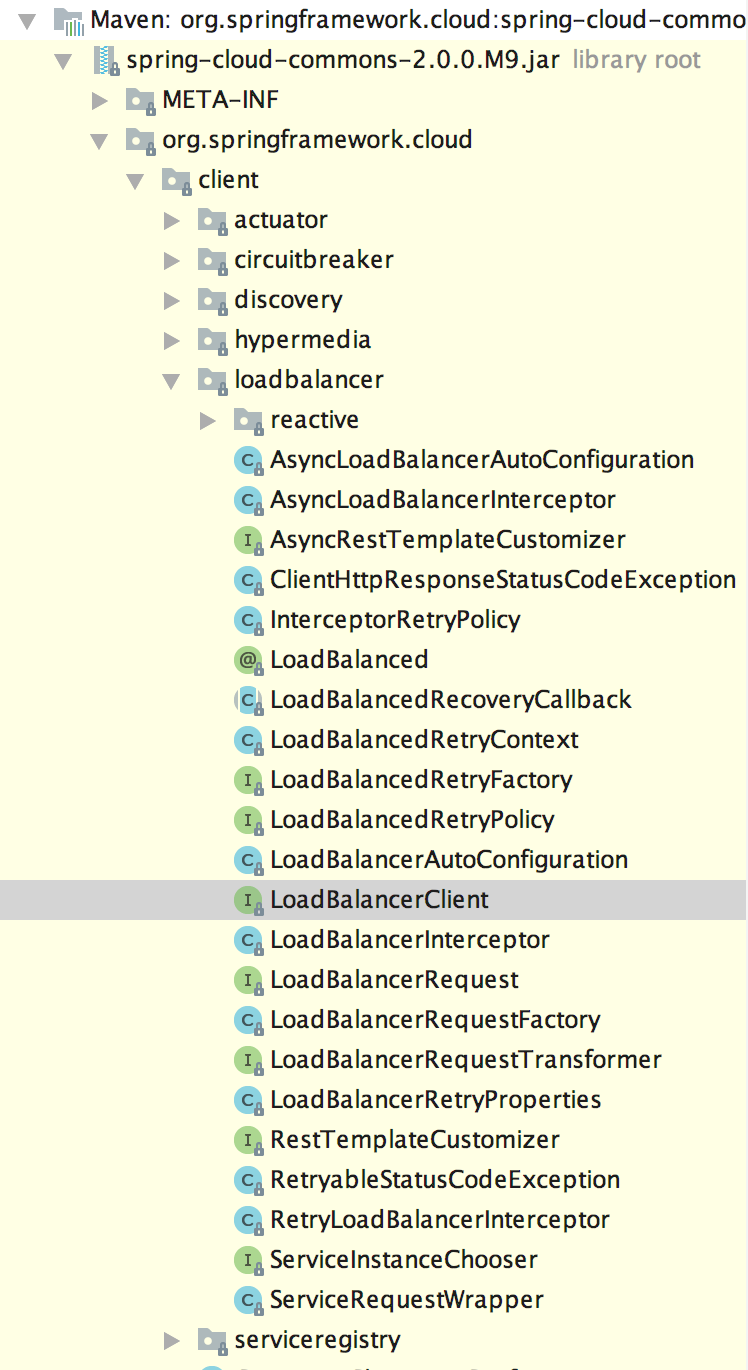 Maven: org.springframework.cloud:spring-cloud-commo
spring-cloud-commons-2.0.0.M9.jar library root
META-INF
org.springframework.cloud
client
actuator
circuitbreaker
discovery
hypermedia
loadbalancer
reactive
AsyncLoadBalancerAutoConfiguration
AsyncLoadBalancerInterceptor
AsyncRestTemplateCustomizer
ClientHttpResponseStatusCodeException
InterceptorRetryPolicy
LoadBalanced
LoadBalancedRecoveryCallback
LoadBalancedRetryContext
LoadBalancedRetryFactory
LoadBalancedRetryPolicy
LoadBalancerAutoConfiguration
LoadBalancerClient
LoadBalancerInterceptor
LoadBalancerRequest
LoadBalancerRequestFactory
LoadBalancerRequestTransformer
LoadBalancerRetryProperties
RestTemplateCustomizer
RetryableStatusCodeException
RetryLoadBalancerInterceptor
ServiceInstanceChooser
ServiceRequestWrapper
serviceregistry